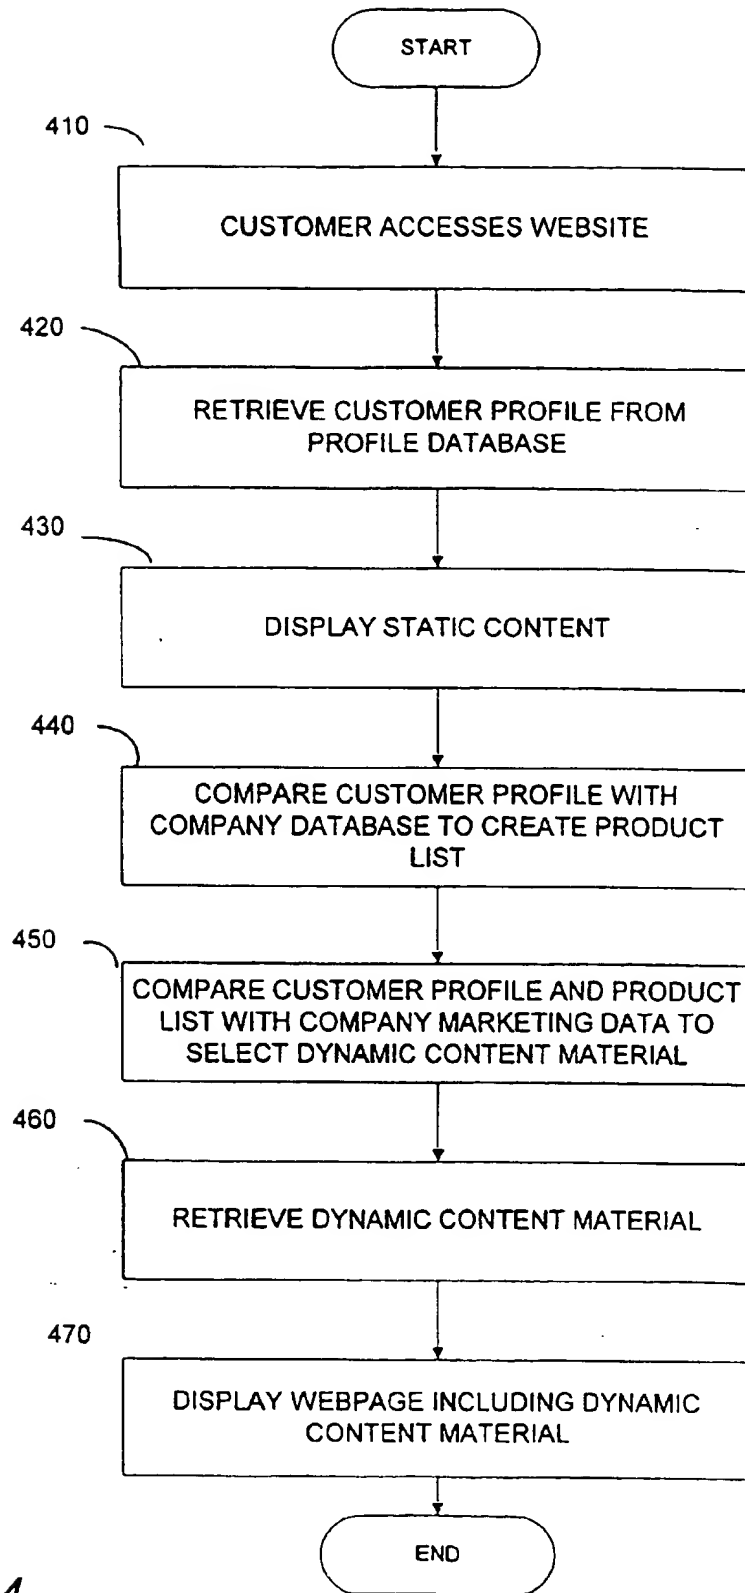 START
410
CUSTOMER ACCESSES WEBSITE
420
RETRIEVE CUSTOMER PROFILE FROM
PROFILE DATABASE
430
DISPLAY STATIC CONTENT
440
COMPARE CUSTOMER PROFILE WITH
COMPANY DATABASE TO CREATE PRODUCT
LIST
450
COMPARE CUSTOMER PROFILE AND PRODUCT
LIST WITH COMPANY MARKETING DATA TO
SELECT DYNAMIC CONTENT MATERIAL
460
RETRIEVE DYNAMIC CONTENT MATERIAL
470
DISPLAY WEBPAGE INCLUDING DYNAMIC
CONTENT MATERIAL
END
4